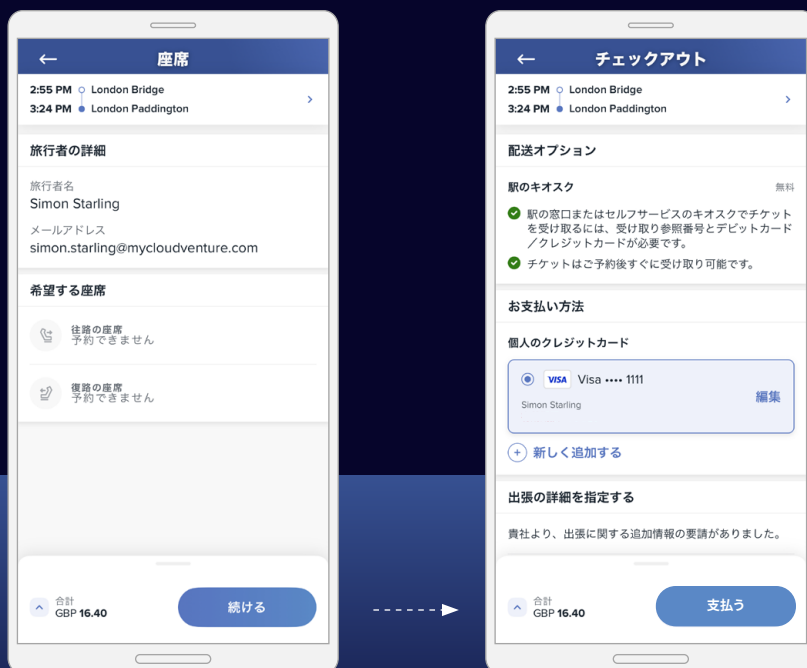 座席
2:55 PM London Bridge
3:24 PM London Paddington
旅行者の詳細
旅行者名
Simon Starling
メールアドレス
simon.starling@mycloudventure.com
希望する座席
往路の座席
予約できません
復路の座席
予約できません
合計
GBP 16.40
続ける
チェックアウト
2:55 PM London Bridge
3:24 PM London Paddington
配送オプション
駅のキオスク 無料
駅の窓口またはセルフサービスのキオスクでチケット
を受け取るには、受け取り参照番号とデビットカード
/クレジットカードが必要です。
チケットはご予約後すぐに受け取り可能です。
お支払い方法
個人のクレジットカード
VISA Visa •••• 1111
Simon Starling
編集
新しく追加する
出張の詳細を指定する
貴社より、出張に関する追加情報の要請がありました。
合計
GBP 16.40
支払う